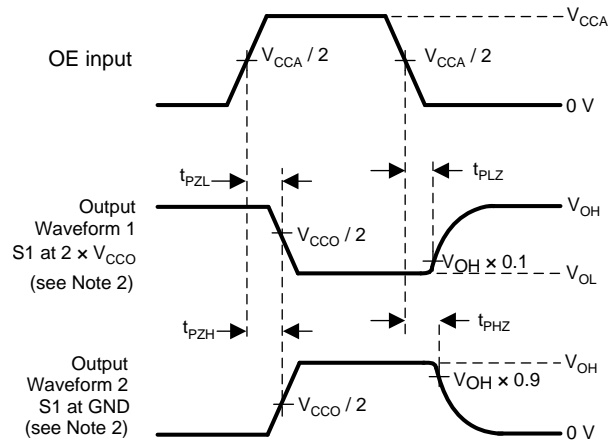 V_CCA
OE input
V_CCA / 2
V_CCA / 2
0 V
t_PZL
t_PLZ
Output
Waveform 1
S1 at 2 × V_CCO
(see Note 2)
V_OH
V_CCO / 2
V_OH × 0.1
V_OL
t_PZH
t_PHZ
Output
Waveform 2
S1 at GND
(see Note 2)
V_OH
V_OH × 0.9
V_CCO / 2
0 V